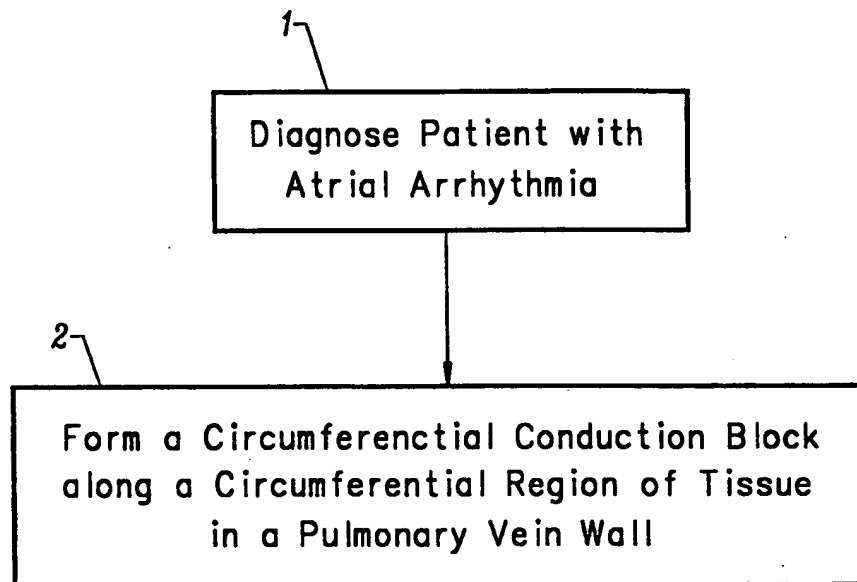 1
Diagnose Patient with
Atrial Arrhythmia
2
Form a Circumferenctial Conduction Block
along a Circumferential Region of Tissue
in a Pulmonary Vein Wall